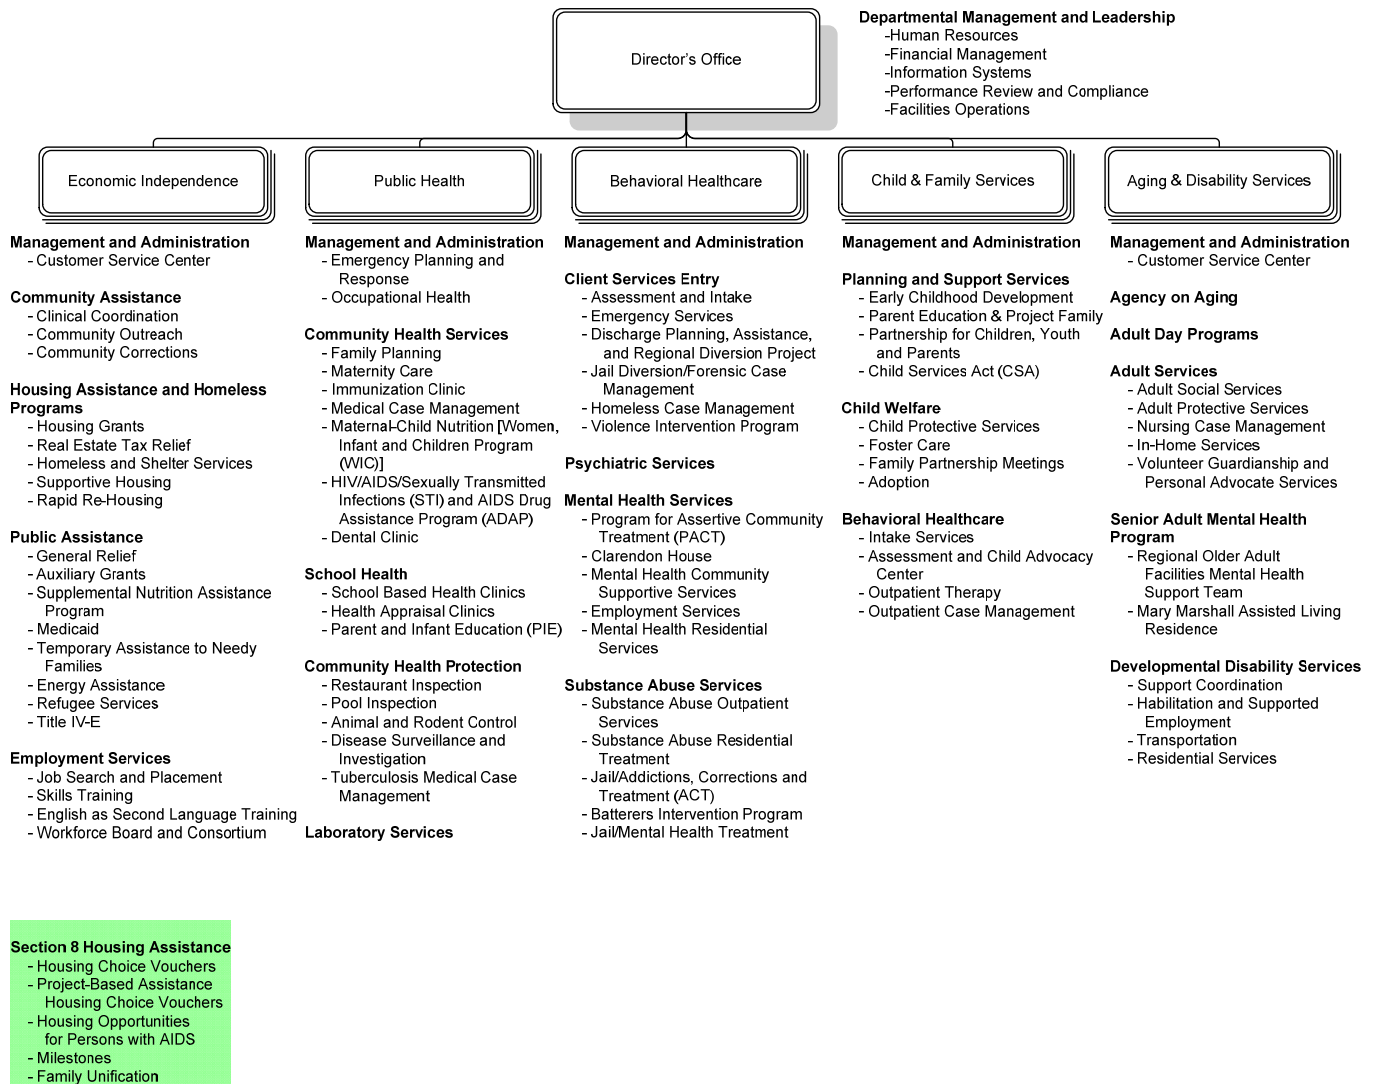 Director's Office
Departmental Management and Leadership
-Human Resources
-Financial Management
-Information Systems
-Performance Review and Compliance
-Facilities Operations
Economic Independence
Public Health
Behavioral Healthcare
Child & Family Services
Aging & Disability Services
Management and Administration
- Customer Service Center
Community Assistance
- Clinical Coordination
- Community Outreach
- Community Corrections
Housing Assistance and Homeless
Programs
- Housing Grants
- Real Estate Tax Relief
- Homeless and Shelter Services
- Supportive Housing
- Rapid Re-Housing
Public Assistance
- General Relief
- Auxiliary Grants
- Supplemental Nutrition Assistance
Program
- Medicaid
- Temporary Assistance to Needy
Families
- Energy Assistance
- Refugee Services
- Title IV-E
Employment Services
- Job Search and Placement
- Skills Training
- English as Second Language Training
- Workforce Board and Consortium
Management and Administration
- Emergency Planning and
Response
- Occupational Health
Community Health Services
- Family Planning
- Maternity Care
- Immunization Clinic
- Medical Case Management
- Maternal-Child Nutrition [Women,
Infant and Children Program
(WIC)]
- HIV/AIDS/Sexually Transmitted
Infections (STI) and AIDS Drug
Assistance Program (ADAP)
- Dental Clinic
School Health
- School Based Health Clinics
- Health Appraisal Clinics
- Parent and Infant Education (PIE)
Community Health Protection
- Restaurant Inspection
- Pool Inspection
- Animal and Rodent Control
- Disease Surveillance and
Investigation
- Tuberculosis Medical Case
Management
Laboratory Services
Management and Administration
Client Services Entry
- Assessment and Intake
- Emergency Services
- Discharge Planning, Assistance,
and Regional Diversion Project
- Jail Diversion/Forensic Case
Management
- Homeless Case Management
- Violence Intervention Program
Psychiatric Services
Mental Health Services
- Program for Assertive Community
Treatment (PACT)
- Clarendon House
- Mental Health Community
Supportive Services
- Employment Services
- Mental Health Residential
Services
Substance Abuse Services
- Substance Abuse Outpatient
Services
- Substance Abuse Residential
Treatment
- Jail/Addictions, Corrections and
Treatment (ACT)
- Batterers Intervention Program
- Jail/Mental Health Treatment
Management and Administration
Planning and Support Services
- Early Childhood Development
- Parent Education & Project Family
- Partnership for Children, Youth
and Parents
- Child Services Act (CSA)
Child Welfare
- Child Protective Services
- Foster Care
- Family Partnership Meetings
- Adoption
Behavioral Healthcare
- Intake Services
- Assessment and Child Advocacy
Center
- Outpatient Therapy
- Outpatient Case Management
Management and Administration
- Customer Service Center
Agency on Aging
Adult Day Programs
Adult Services
- Adult Social Services
- Adult Protective Services
- Nursing Case Management
- In-Home Services
- Volunteer Guardianship and
Personal Advocate Services
Senior Adult Mental Health
Program
- Regional Older Adult
Facilities Mental Health
Support Team
- Mary Marshall Assisted Living
Residence
Developmental Disability Services
- Support Coordination
- Habilitation and Supported
Employment
- Transportation
- Residential Services
Section 8 Housing Assistance
- Housing Choice Vouchers
- Project-Based Assistance
Housing Choice Vouchers
- Housing Opportunities
for Persons with AIDS
- Milestones
- Family Unification